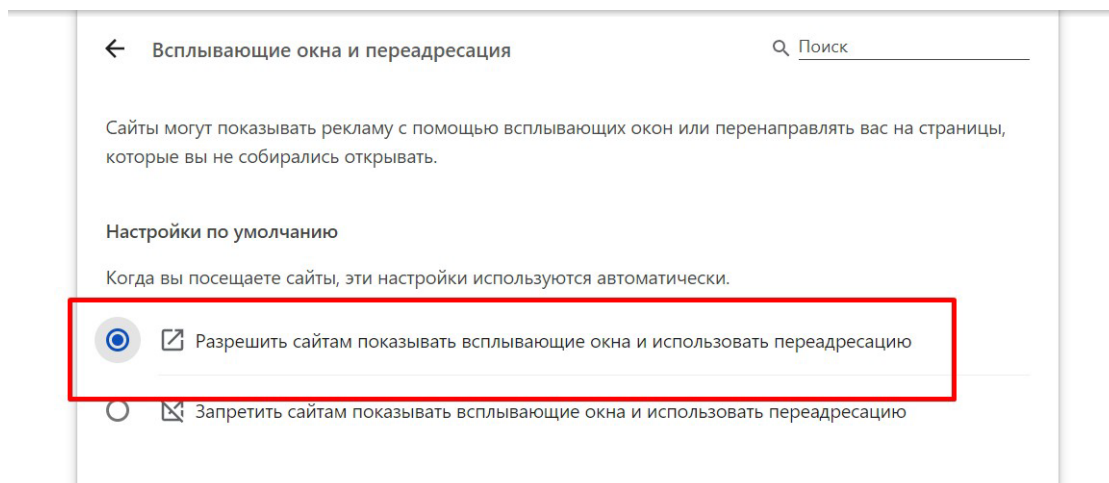 Всплывающие окна и переадресация
Поиск
Сайты могут показывать рекламу с помощью всплывающих окон или перенаправлять вас на страницы,
которые вы не собирались открывать.
Настройки по умолчанию
Когда вы посещаете сайты, эти настройки используются автоматически.
Разрешить сайтам показывать всплывающие окна и использовать переадресацию
Запретить сайтам показывать всплывающие окна и использовать переадресацию